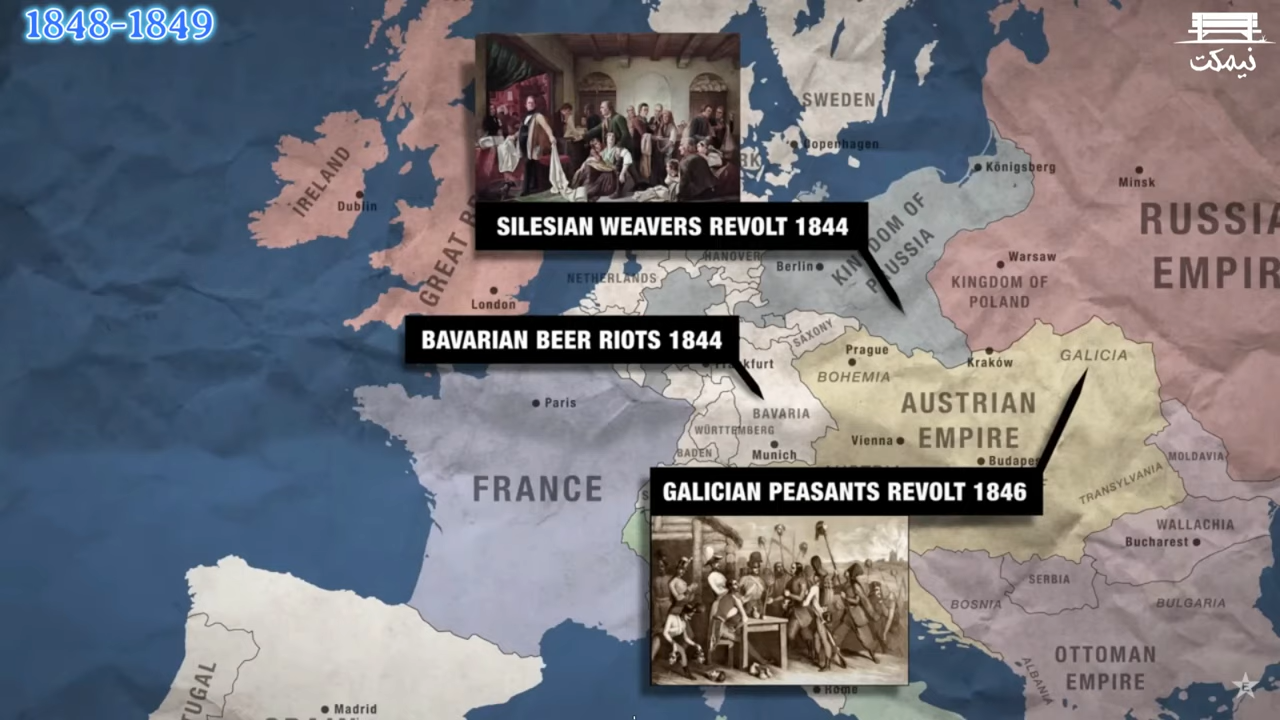 1848-1849
نیمکت
SWEDEN
Copenhagen
Königsberg
Minsk
IRELAND
Dublin
SILESIAN WEAVERS REVOLT 1844
RUSSIA
EMPIR
KINGDOM OF
PRUSSIA
HANOVER
Berlin
Warsaw
KINGDOM OF
POLAND
NETHERLANDS
GREAT
London
BAVARIAN BEER RIOTS 1844
SAXONY
Prague
BOHEMIA
Kraków
GALICIA
Paris
BAVARIA
AUSTRIAN
EMPIRE
WÜRTTEMBERG
Vienna
BADEN
Munich
Budape
MOLDAVIA
TRANSYLVANIA
FRANCE
GALICIAN PEASANTS REVOLT 1846
WALLACHIA
Bucharest
SERBIA
BOSNIA
BULGARIA
OTTOMAN
EMPIRE
ALBANIA
TUGAL
Rome
Madrid
E